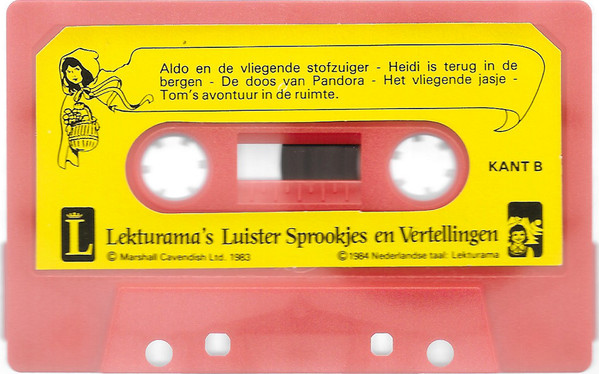 Aldo en de vliegende stofzuiger - Heidi is terug in de
bergen - De doos van Pandora - Het vliegende jasje -
Tom's avontuur in de ruimte.
KANT B
L Lekturama's Luister Sprookjes en Vertellingen
© Marshall Cavendish Ltd. 1983 ©1984 Nederlandse taal: Lekturama